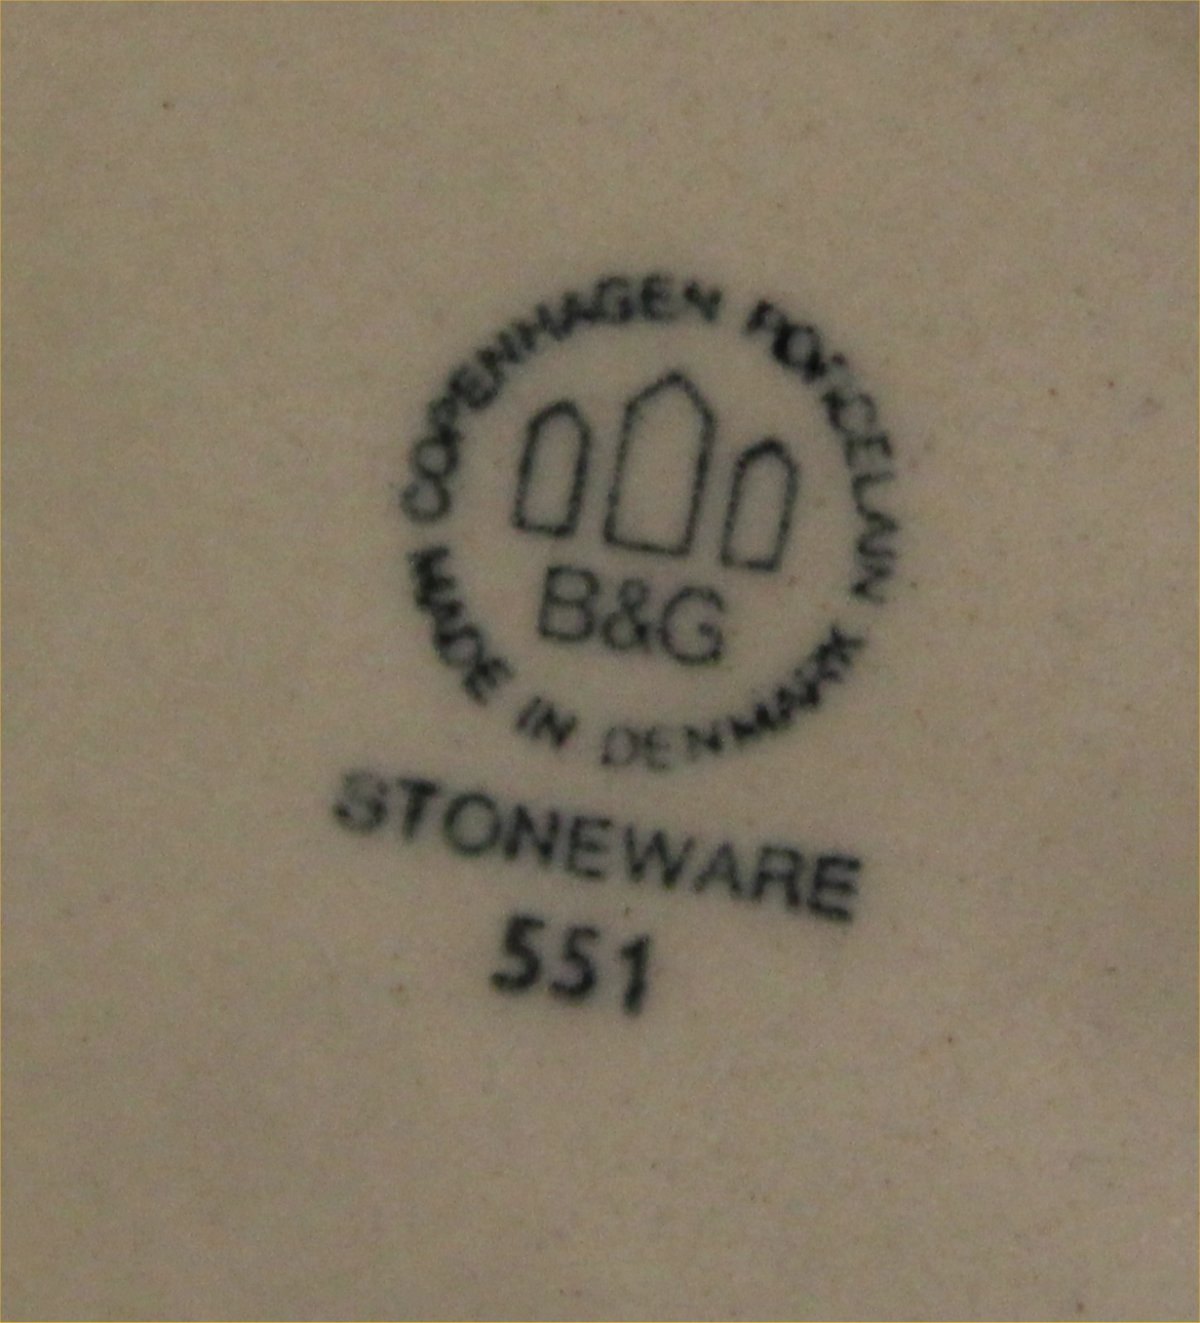 COPENHAGEN PORCELAIN
B&G
MADE IN DENMARK
STONEWARE
551